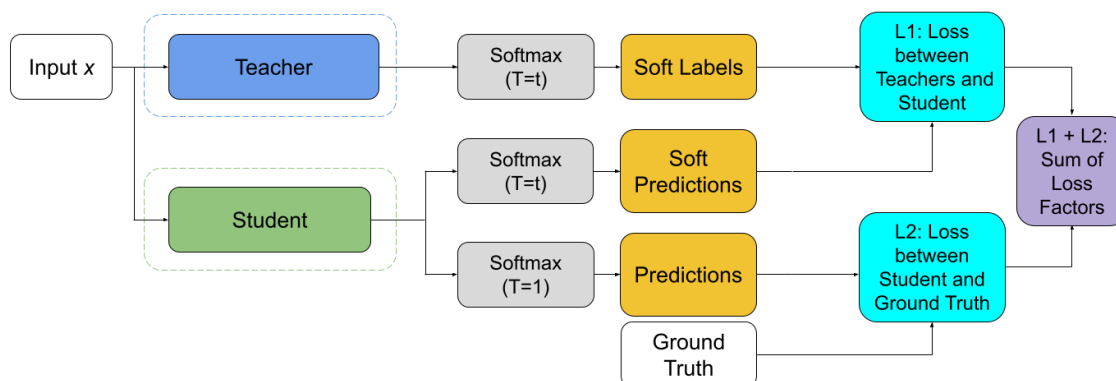 Input x
Teacher
Softmax
(T=t)
Soft Labels
L1: Loss
between
Teachers and
Student
Student
Softmax
(T=t)
Soft
Predictions
L1 + L2:
Sum of
Loss
Factors
Softmax
(T=1)
Predictions
L2: Loss
between
Student and
Ground Truth
Ground
Truth